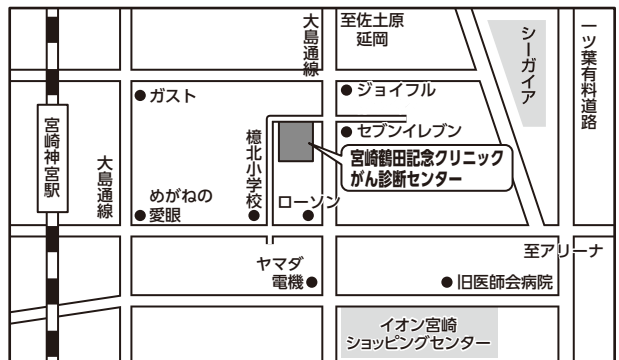 大島通線
至佐土原
延岡
シーガイア
一ツ葉有料道路
ガスト
ジョイフル
セブンイレブン
宮崎神宮駅
大島通線
檍北小学校
宮崎鶴田記念クリニック
がん診断センター
めがねの
愛眼
ローソン
至アリーナ
ヤマダ
電機
旧医師会病院
イオン宮崎
ショッピングセンター